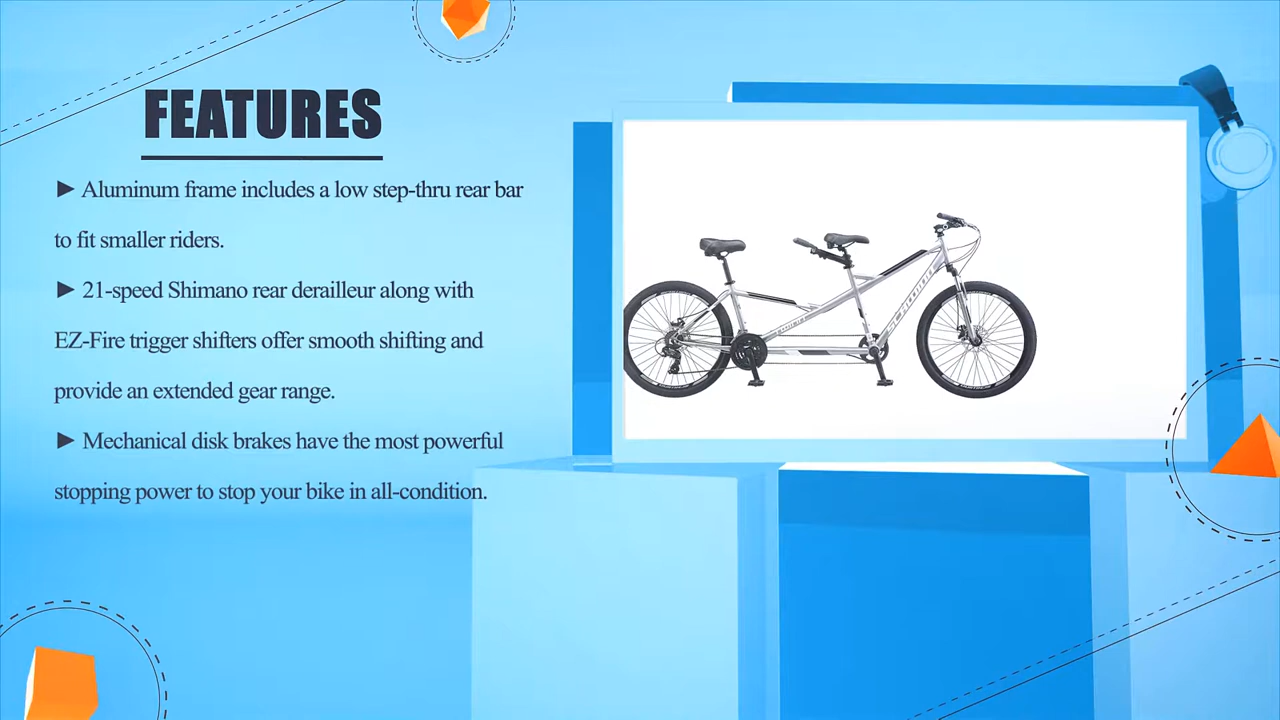 FEATURES
► Aluminum frame includes a low step-thru rear bar
to fit smaller riders.
► 21-speed Shimano rear derailleur along with
EZ-Fire trigger shifters offer smooth shifting and
provide an extended gear range.
► Mechanical disk brakes have the most powerful
stopping power to stop your bike in all-condition.
SCHWINN